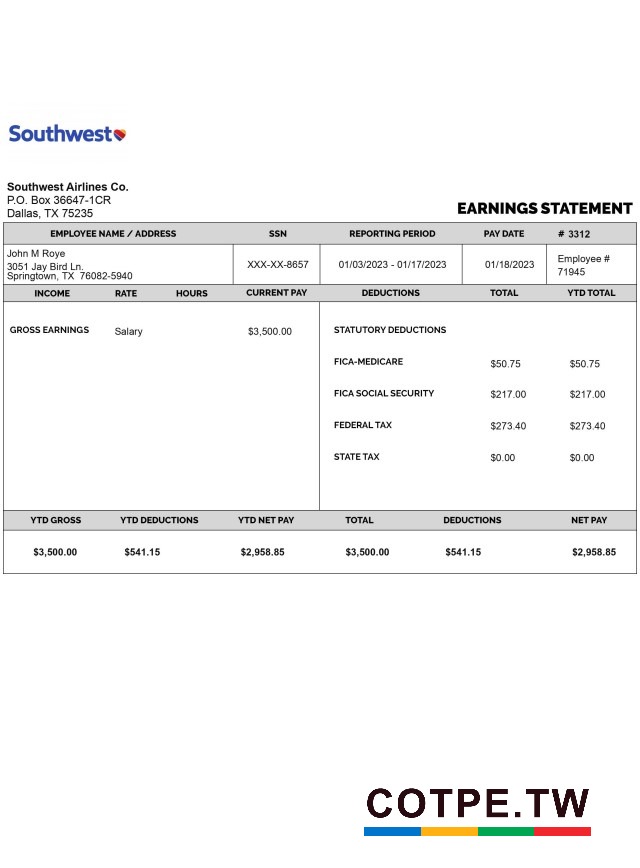 Southwest
Southwest Airlines Co.
P.O. Box 36647-1CR
Dallas, TX 75235
EARNINGS STATEMENT
EMPLOYEE NAME / ADDRESS SSN REPORTING PERIOD PAY DATE # 3312
John M Roye
3051 Jay Bird Ln.
Springtown, TX 76082-5940
XXX-XX-8657 01/03/2023 - 01/17/2023 01/18/2023
Employee #
71945
INCOME RATE HOURS CURRENT PAY DEDUCTIONS TOTAL YTD TOTAL
GROSS EARNINGS Salary $3,500.00 STATUTORY DEDUCTIONS
FICA-MEDICARE $50.75 $50.75
FICA SOCIAL SECURITY $217.00 $217.00
FEDERAL TAX $273.40 $273.40
STATE TAX $0.00 $0.00
YTD GROSS YTD DEDUCTIONS YTD NET PAY TOTAL DEDUCTIONS NET PAY
$3,500.00 $541.15 $2,958.85 $3,500.00 $541.15 $2,958.85
COTPE.TW